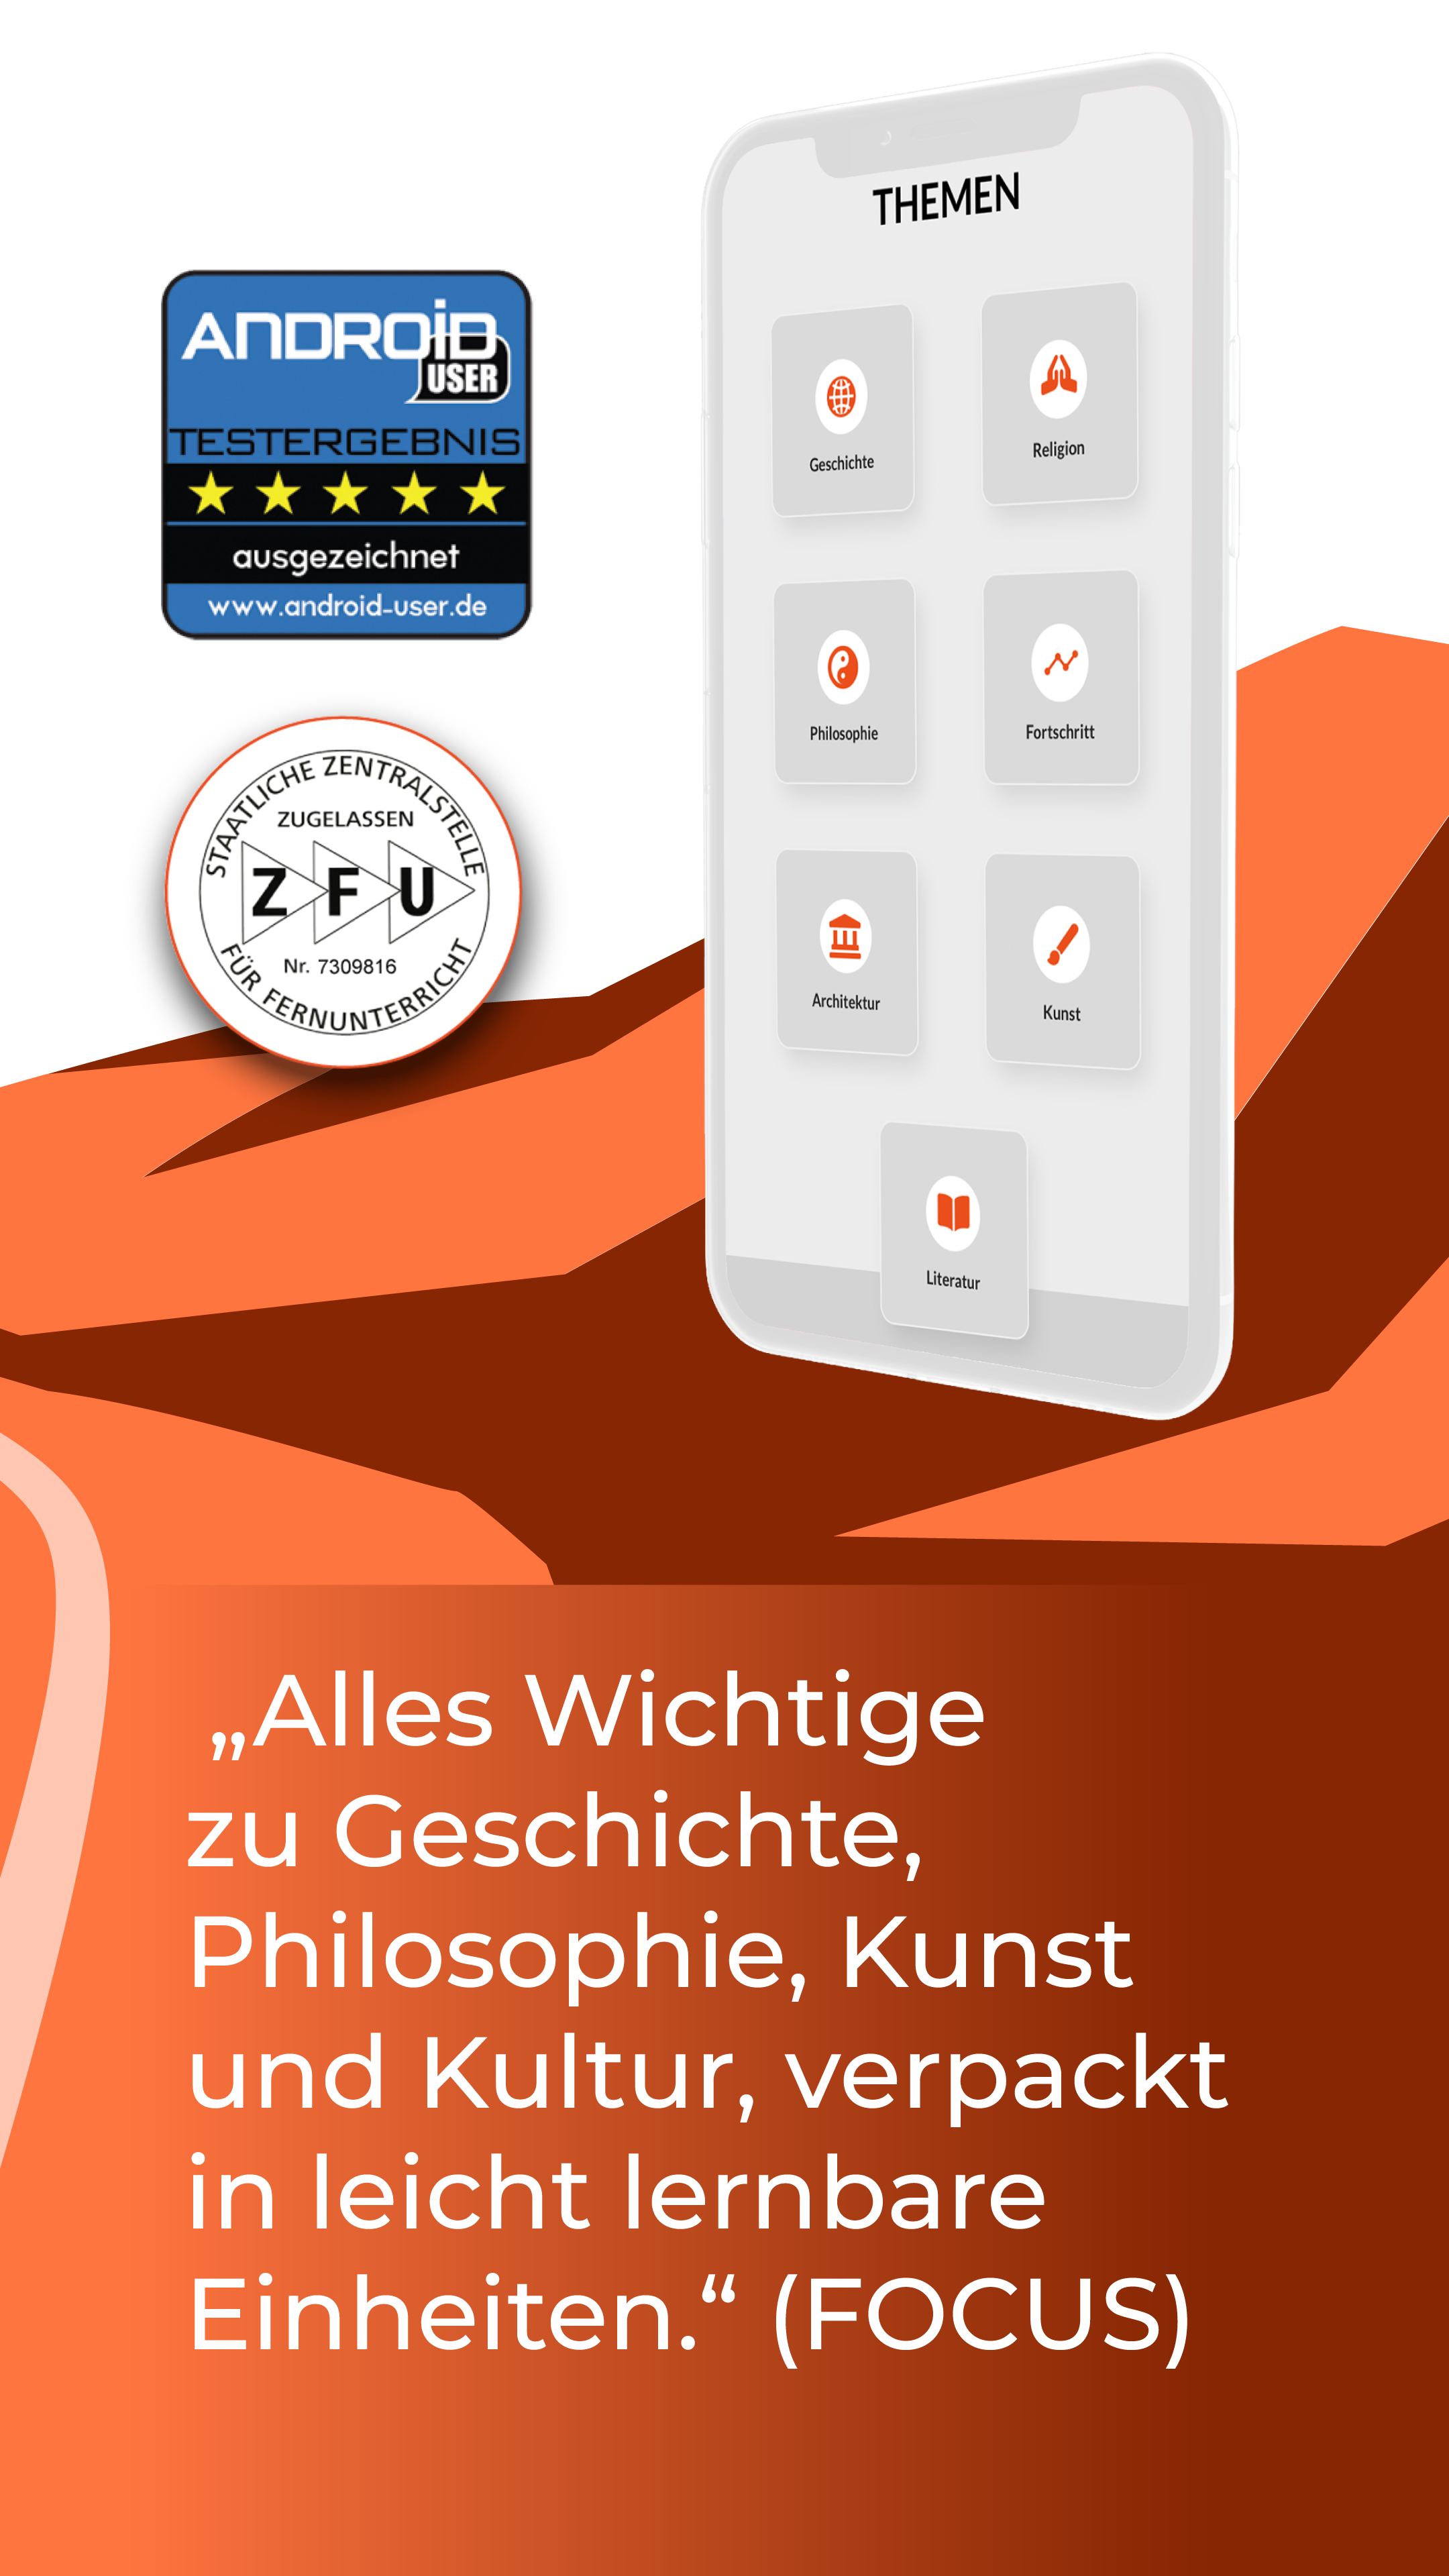 THEMEN
Geschichte
Religion
Philosophie
Fortschritt
Architektur
Kunst
Literatur
ANDROID
USER
TESTERGEBNIS
ausgezeichnet
www.android-user.de
STAATLICHE ZENTRALSTELLE
ZUGELASSEN
ZFU
Nr. 7309816
FÜR FERNUNTERRICHT
„Alles Wichtige
zu Geschichte,
Philosophie, Kunst
und Kultur, verpackt
in leicht lernbare
Einheiten.“ (FOCUS)